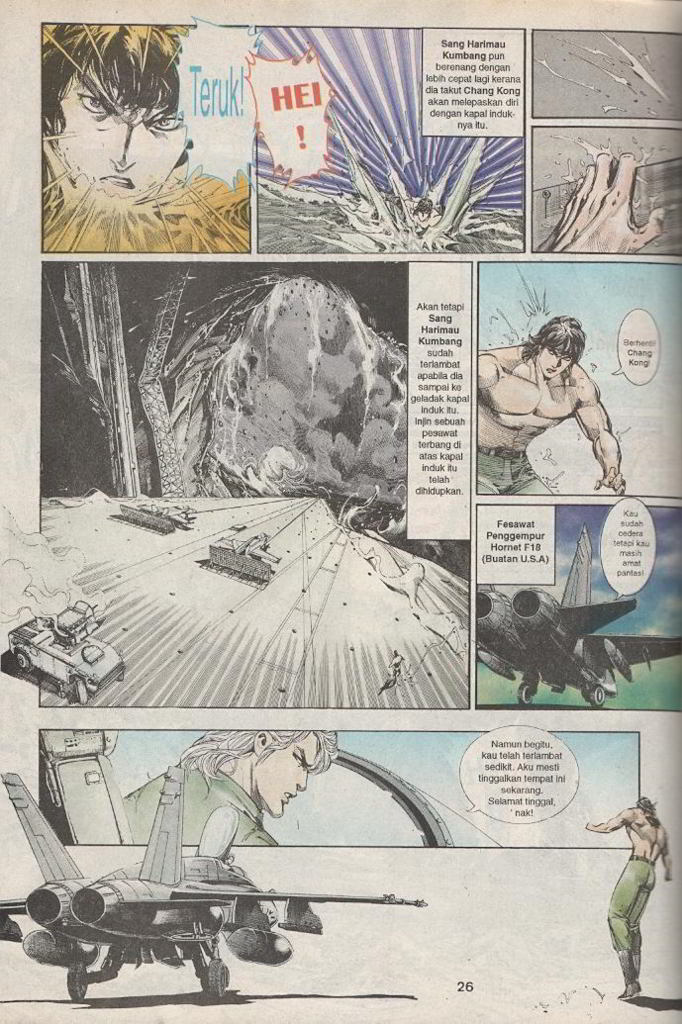 Teruk!
HEI
!
Sang Harimau
Kumbang pun
berenang dengan
lebih cepat lagi kerana
dia takut Chang Kong
akan melepaskan diri
dengan kapal induk-
nya itu.
Akan tetapi
Sang
Harimau
Kumbang
sudah
terlambat
apabila dia
sampai ke
geladak kapal
induk itu.
Injin sebuah
pesawat
terbang di
atas kapal
induk itu
telah
dihidupkan.
Berhenti!
Chang
Kong!
Fesawat
Penggempur
Hornet F18
(Buatan U.S.A)
Kau
sudah
cedera
tetapi kau
masih
amat
pantas!
Namun begitu,
kau telah terlambat
sedikit. Aku mesti
tinggalkan tempat ini
sekarang.
Selamat tinggal,
'nak!
26